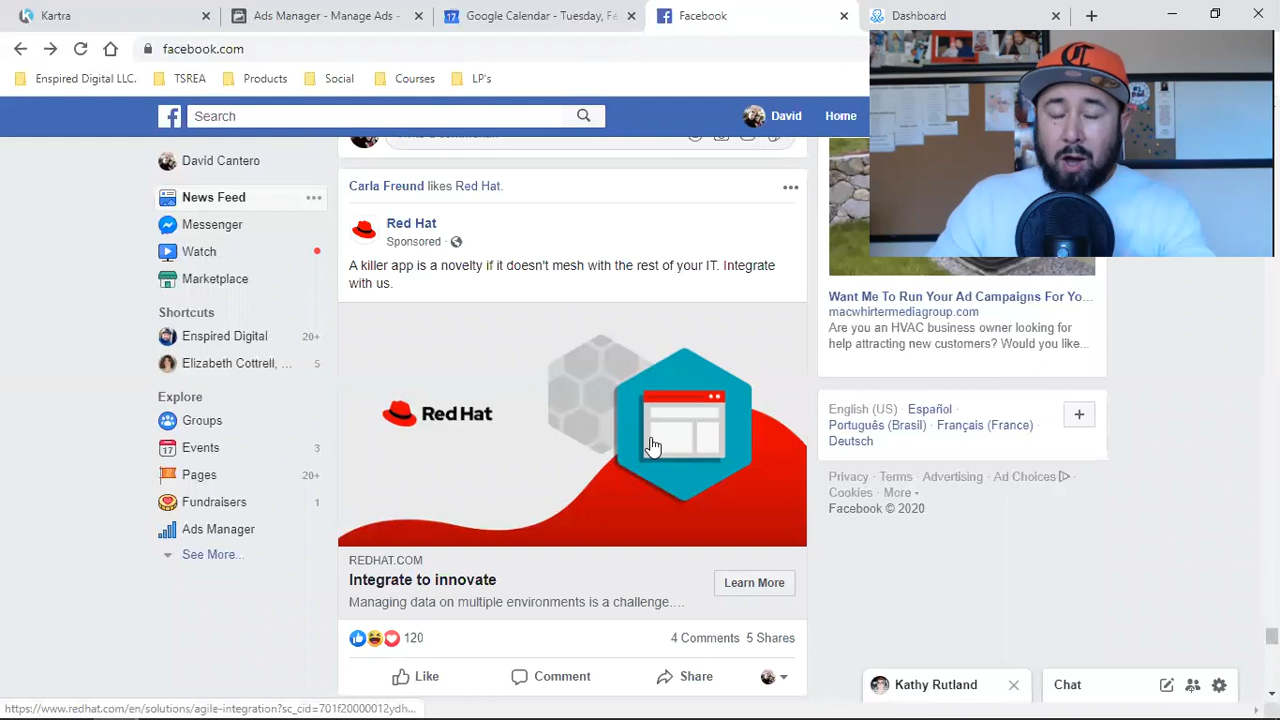 Kartra
Ads Manager - Manage Ads -
Google Calendar - Tuesday, Fe
Facebook
Dashboard
facebook.com
Enspired Digital LLC.
TSREA
Products
Social
Courses
LP's
Search
David
Home
David Cantero
News Feed
Messenger
Watch
Marketplace
Shortcuts
Enspired Digital 20+
Elizabeth Cottrell, ... 5
Explore
Groups
Events 3
Pages 20+
Fundraisers 1
Ads Manager
See More...
Carla Freund likes Red Hat.
Red Hat
Sponsored ·
A killer app is a novelty if it doesn't mesh with the rest of your IT. Integrate
with us.
Red Hat
REDHAT.COM
Integrate to innovate
Managing data on multiple environments is a challenge....
Learn More
120
4 Comments 5 Shares
Like
Comment
Share
Want Me To Run Your Ad Campaigns For Yo...
macwhirtermediagroup.com
Are you an HVAC business owner looking for
help attracting new customers? Would you like...
English (US) · Español ·
Português (Brasil) · Français (France) ·
Deutsch
Privacy · Terms · Advertising · Ad Choices ·
Cookies · More
Facebook © 2020
Kathy Rutland
Chat
https://www.redhat.com/en/solutions/agile-integration?sc_cid=701f20000012ydh...